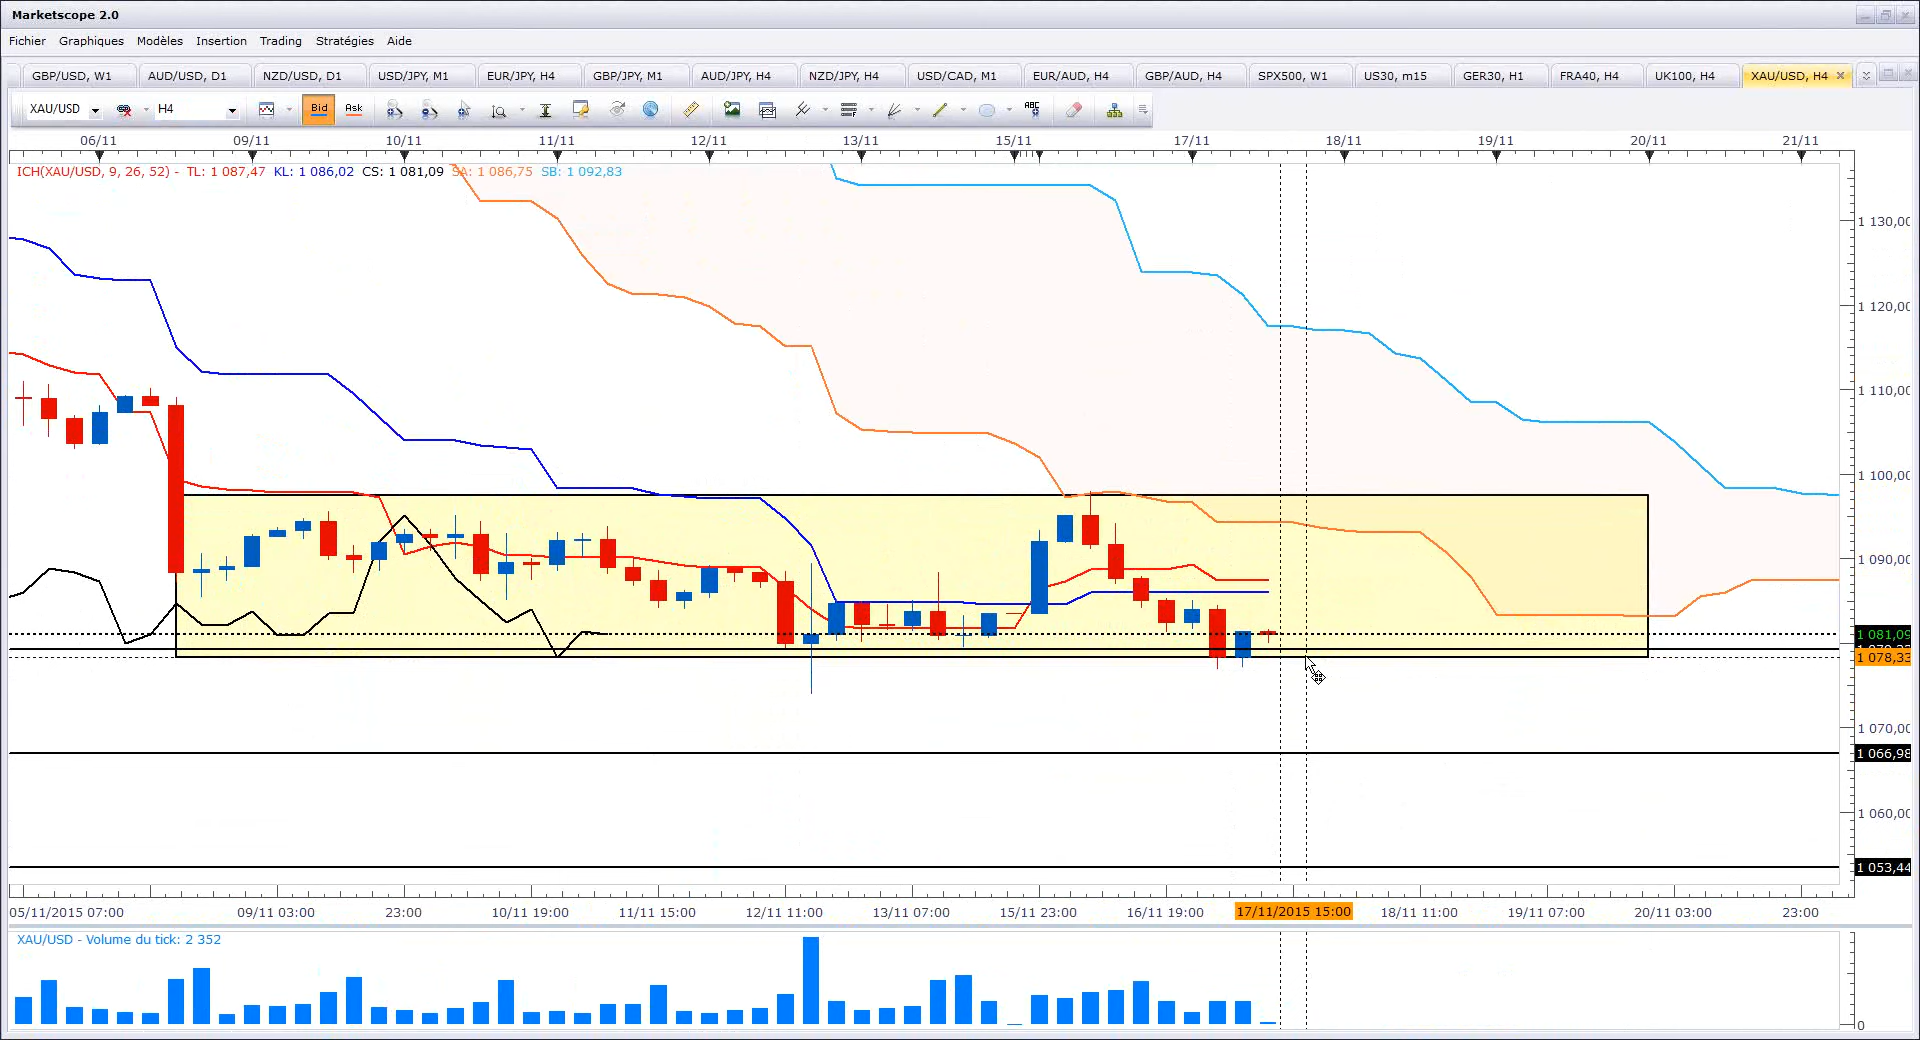 Marketscope 2.0
Fichier Graphiques Modèles Insertion Trading Stratégies Aide
GBP/USD, W1 AUD/USD, D1 NZD/USD, D1 USD/JPY, M1 EUR/JPY, H4 GBP/JPY, M1 AUD/JPY, H4 NZD/JPY, H4 USD/CAD, M1 EUR/AUD, H4 GBP/AUD, H4 SPX500, W1 US30, m15 GER30, H1 FRA40, H4 UK100, H4 XAU/USD, H4
XAU/USD H4 Bid Ask ABC
06/11 09/11 10/11 11/11 12/11 13/11 15/11 17/11 18/11 19/11 20/11 21/11
ICH(XAU/USD, 9, 26, 52) - TL: 1 087,47 KL: 1 086,02 CS: 1 081,09 SA: 1 086,75 SB: 1 092,83
1 130,00
1 120,00
1 110,00
1 100,00
1 090,00
1 081,09
1 078,33
1 070,00
1 066,98
1 060,00
1 053,44
05/11/2015 07:00 09/11 03:00 23:00 10/11 19:00 11/11 15:00 12/11 11:00 13/11 07:00 15/11 23:00 16/11 19:00 17/11/2015 15:00 18/11 11:00 19/11 07:00 20/11 03:00 23:00
XAU/USD - Volume du tick: 2 352
0